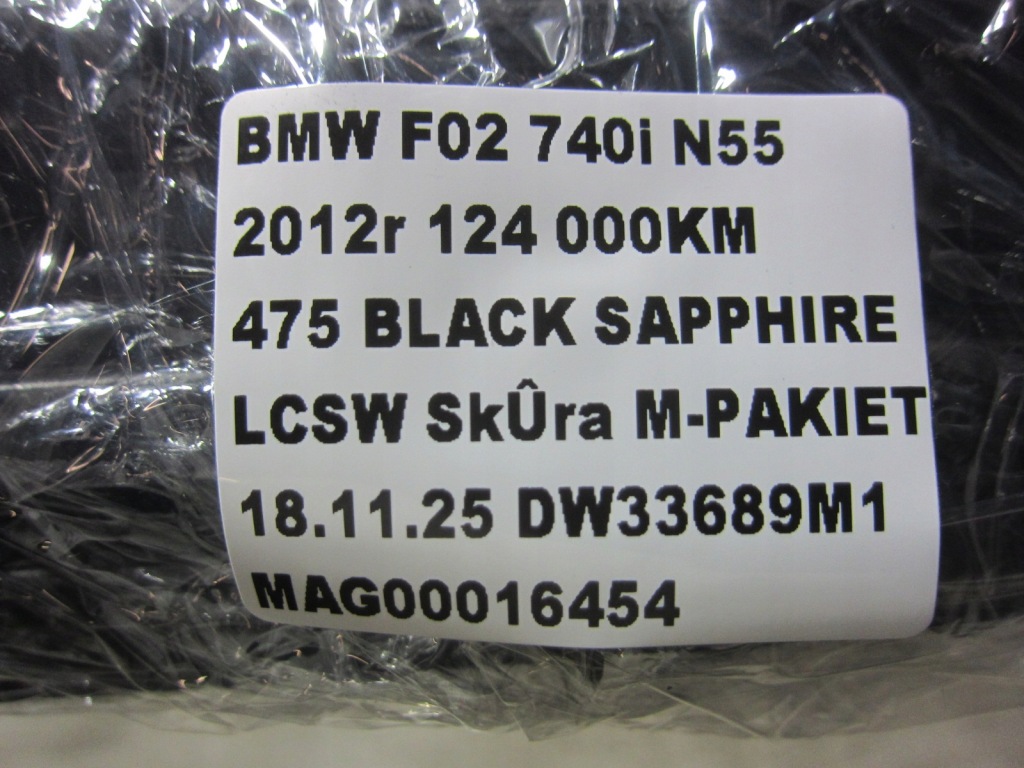 BMW F02 740i N55
2012r 124 000KM
475 BLACK SAPPHIRE
LCSW SkÛra M-PAKIET
18.11.25 DW33689M1
MAG00016454